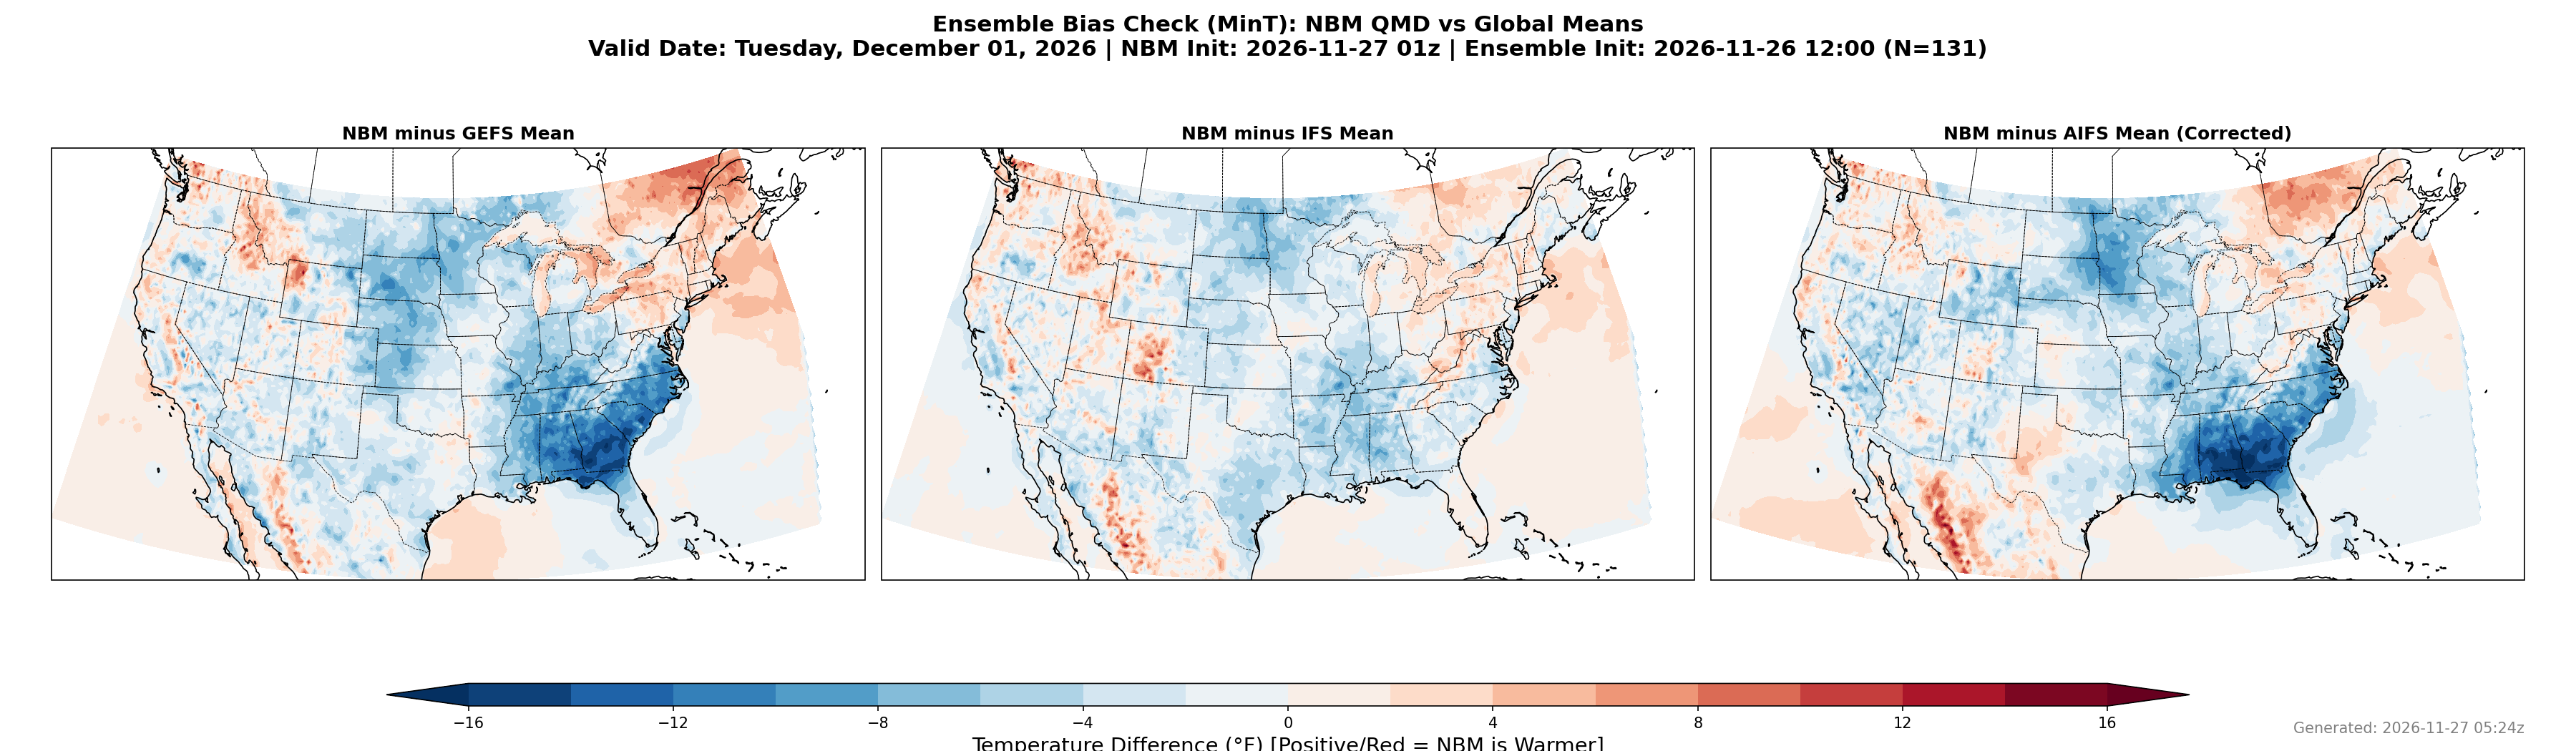 Ensemble Bias Check (MinT): NBM QMD vs Global Means
Valid Date: Tuesday, December 01, 2026 | NBM Init: 2026-11-27 01z | Ensemble Init: 2026-11-26 12:00 (N=131)
NBM minus GEFS Mean
NBM minus IFS Mean
NBM minus AIFS Mean (Corrected)
−16 −12 −8 −4 0 4 8 12 16
Temperature Difference (°F) [Positive/Red = NBM is Warmer]
Generated: 2026-11-27 05:24z